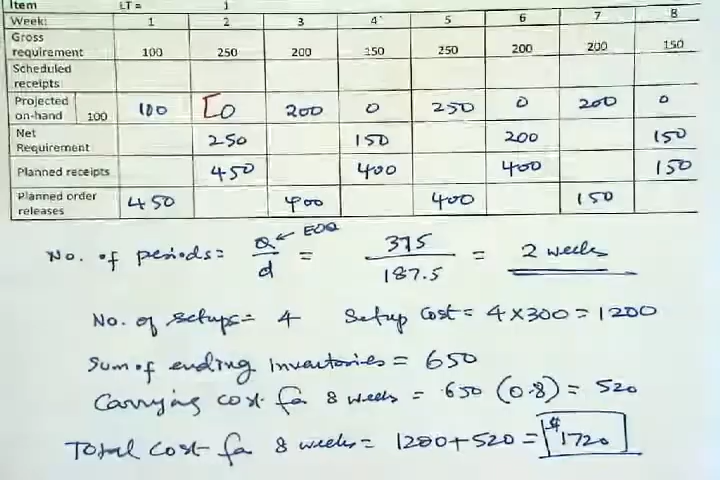 Item LT = 1
Week: 1 2 3 4 5 6 7 8
Gross requirement 100 250 200 150 250 200 200 150
Scheduled receipts
Projected on-hand 100 100 0 200 0 250 0 200 0
Net Requirement 250 150 200 150
Planned receipts 450 400 400 150
Planned order releases 450 400 400 150
No. of periods = Q/d ← EOQ = 375/187.5 = 2 weeks
No. of setups = 4 Setup cost = 4 X 300 = 1200
Sum of ending Inventories = 650
Carrying cost for 8 weeks = 650 (0.8) = 520
Total cost for 8 weeks = 1200 + 520 = $1720